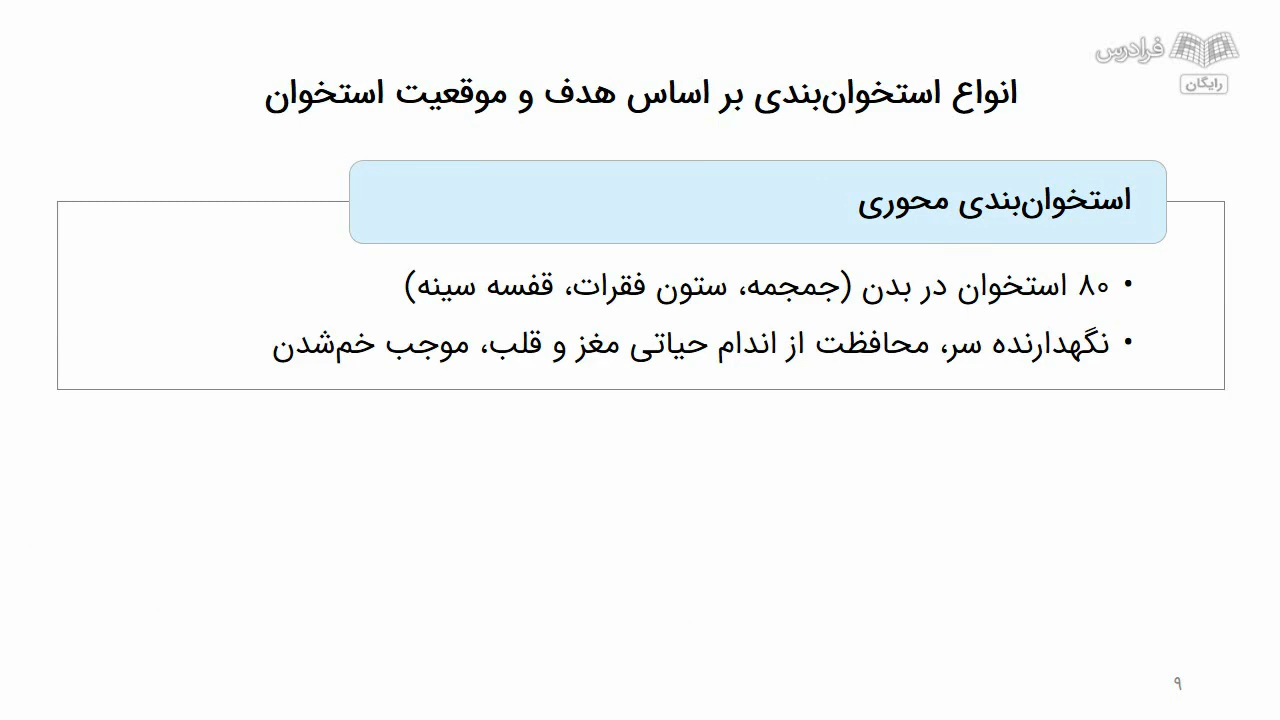 فرادرس
رایگان
انواع استخوان‌بندی بر اساس هدف و موقعیت استخوان
استخوان‌بندی محوری
• ۸۰ استخوان در بدن (جمجمه، ستون فقرات، قفسه سینه)
• نگهدارنده سر، محافظت از اندام حیاتی مغز و قلب، موجب خم‌شدن
۹